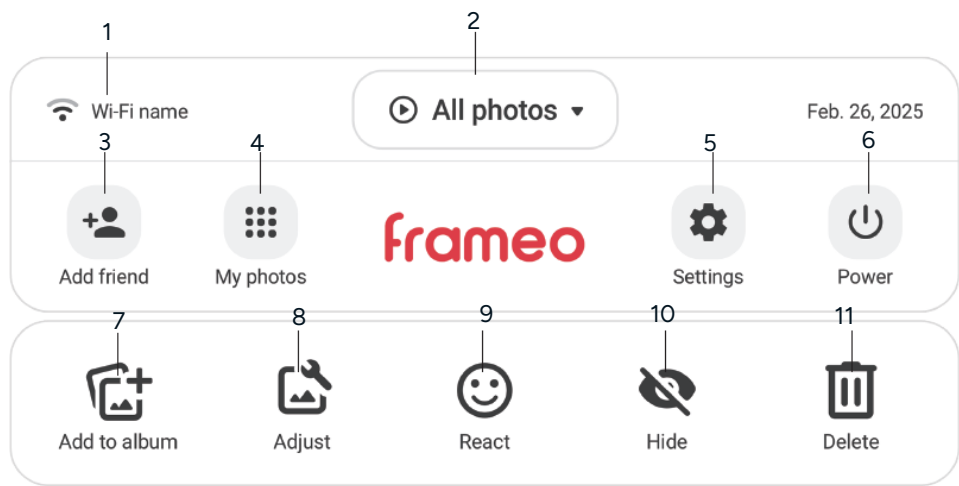 1
2
Wi-Fi name
All photos
Feb. 26, 2025
3
4
5
6
frameo
Add friend
My photos
Settings
Power
7
8
9
10
11
Add to album
Adjust
React
Hide
Delete